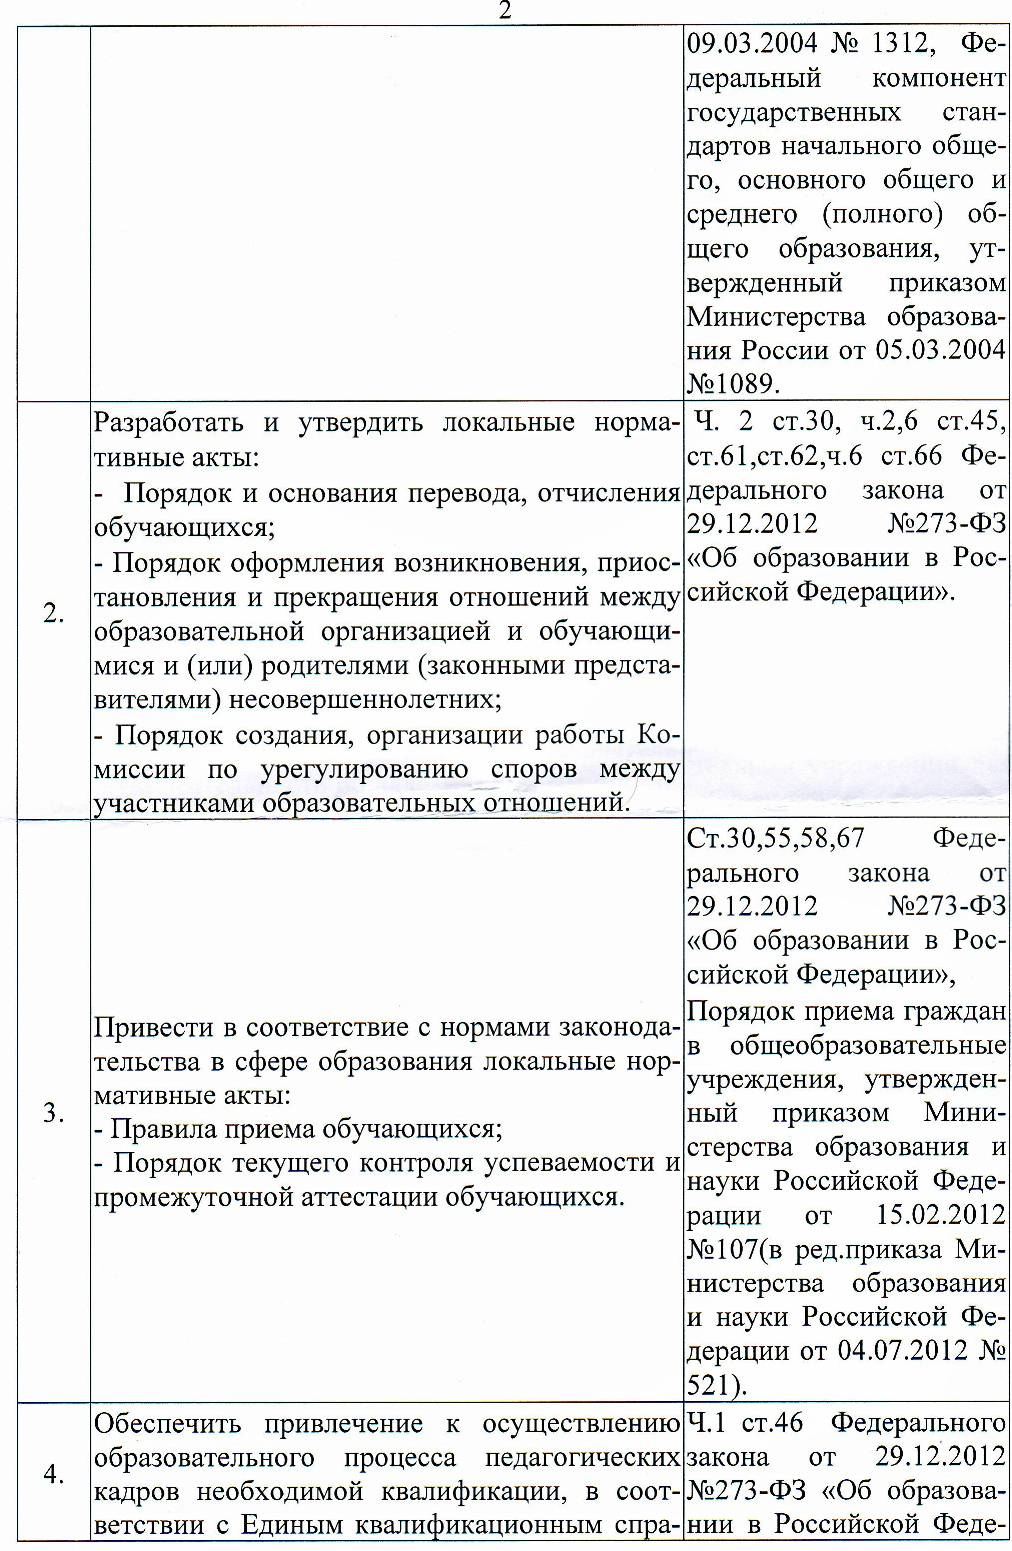 2
09.03.2004 № 1312, Фе-
деральный компонент
государственных стан-
дартов начального обще-
го, основного общего и
среднего (полного) об-
щего образования, ут-
вержденный приказом
Министерства образова-
ния России от 05.03.2004
№1089.
2.
Разработать и утвердить локальные норма-
тивные акты:
- Порядок и основания перевода, отчисления
обучающихся;
- Порядок оформления возникновения, приос-
тановления и прекращения отношений между
образовательной организацией и обучающи-
мися и (или) родителями (законными предста-
вителями) несовершеннолетних;
- Порядок создания, организации работы Ко-
миссии по урегулированию споров между
участниками образовательных отношений.
Ч. 2 ст.30, ч.2,6 ст.45,
ст.61,ст.62,ч.6 ст.66 Фе-
дерального закона от
29.12.2012 №273-ФЗ
«Об образовании в Рос-
сийской Федерации».
3.
Привести в соответствие с нормами законода-
тельства в сфере образования локальные нор-
мативные акты:
- Правила приема обучающихся;
- Порядок текущего контроля успеваемости и
промежуточной аттестации обучающихся.
Ст.30,55,58,67 Феде-
рального закона от
29.12.2012 №273-ФЗ
«Об образовании в Рос-
сийской Федерации»,
Порядок приема граждан
в общеобразовательные
учреждения, утвержден-
ный приказом Мини-
стерства образования и
науки Российской Феде-
рации от 15.02.2012
№107(в ред.приказа Ми-
нистерства образования
и науки Российской Фе-
дерации от 04.07.2012 №
521).
4.
Обеспечить привлечение к осуществлению
образовательного процесса педагогических
кадров необходимой квалификации, в соот-
ветствии с Единым квалификационным спра-
Ч.1 ст.46 Федерального
закона от 29.12.2012
№273-ФЗ «Об образова-
нии в Российской Феде-